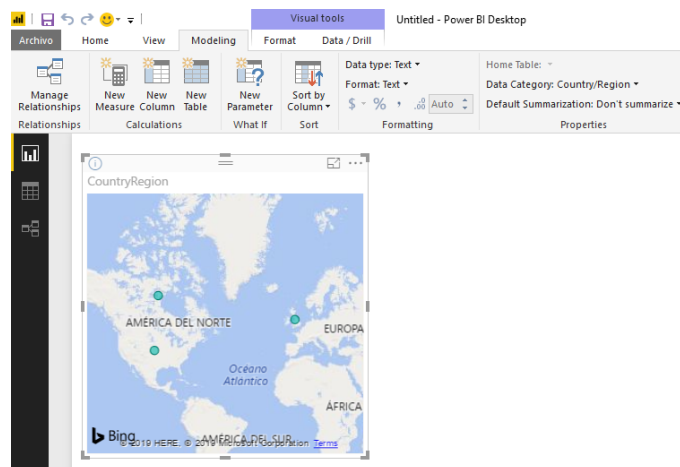 Visual tools
Untitled - Power BI Desktop
Archivo Home View Modeling Format Data / Drill
Manage Relationships
New Measure
New Column
New Table
New Parameter
Sort by Column
Data type: Text
Format: Text
$ % , .00 Auto
Home Table:
Data Category: Country/Region
Default Summarization: Don't summarize
Relationships Calculations What If Sort Formatting Properties
CountryRegion
AMÉRICA DEL NORTE
EUROPA
Océano
Atlántico
ÁFRICA
AMÉRICA DEL SUR
Bing
© 2019 HERE. © 2019 Microsoft Corporation Terms